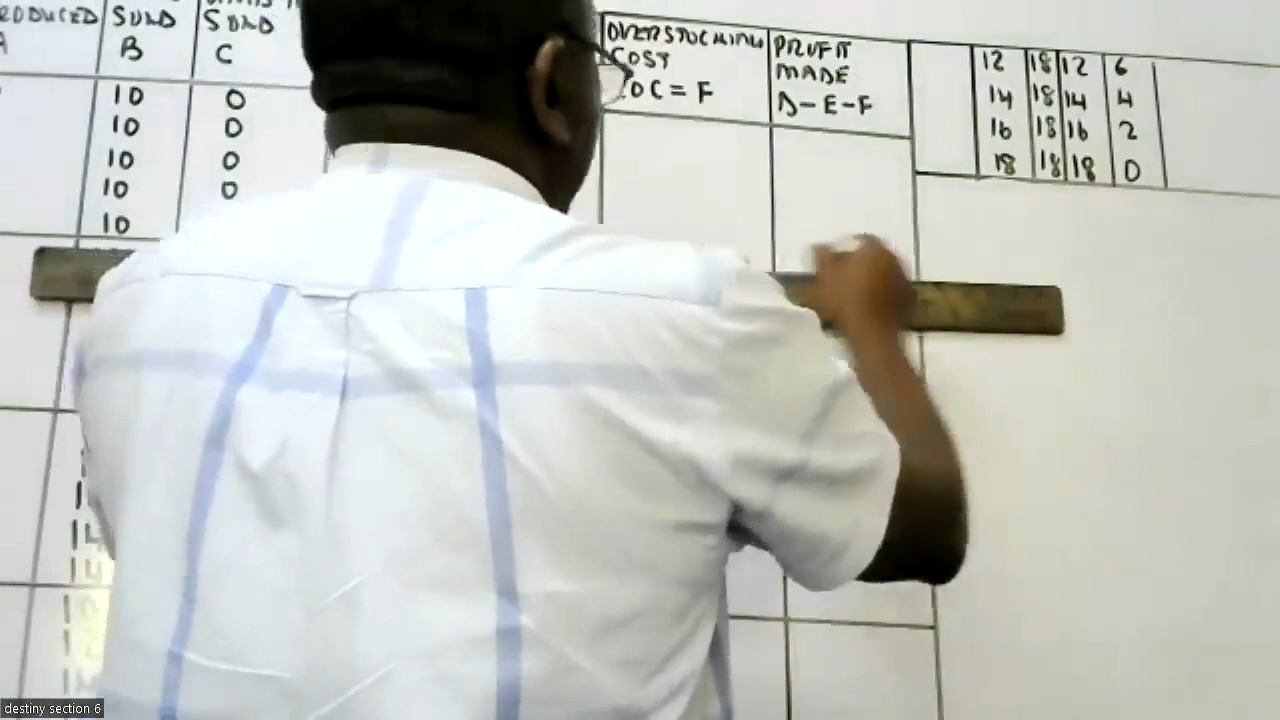 RODUCED
A
SOLD
B
SOLD
C
OVERSTOCKING
COST
OC = F
PROFIT
MADE
D-E-F
12 18 12 6
14 18 14 4
16 18 16 2
18 18 18 0
10 0
10 0
10 0
10 0
10
destiny section 6